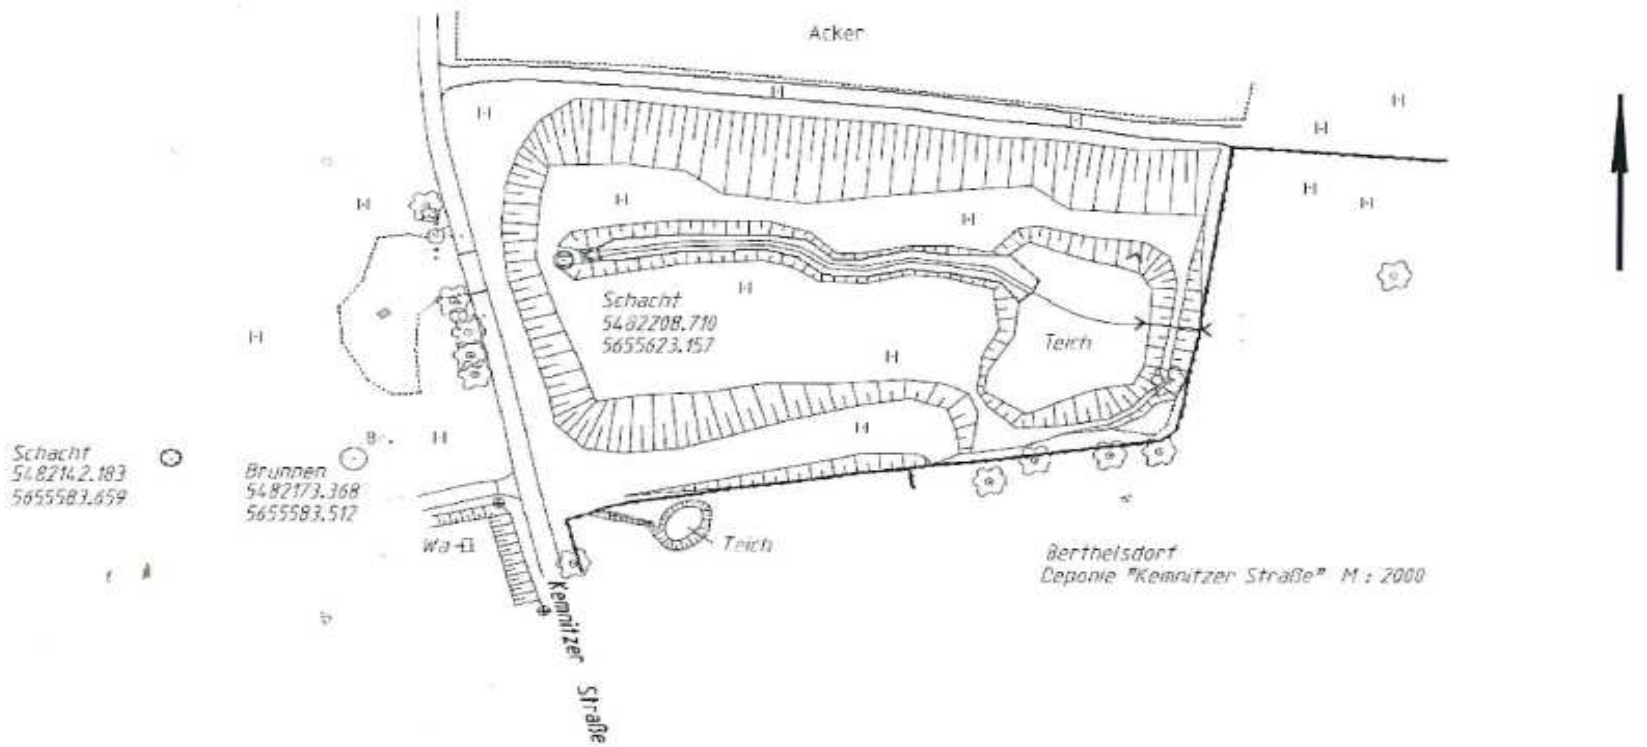 Acker
Schacht
5482208.710
5655623.157
Teich
Br.
Schacht
5482142.183
5655583.659
Brunnen
5482173.368
5655583.512
Wa
Teich
Berthelsdorf
Deponie "Kemnitzer Straße" M : 2000
Kemnitzer Straße